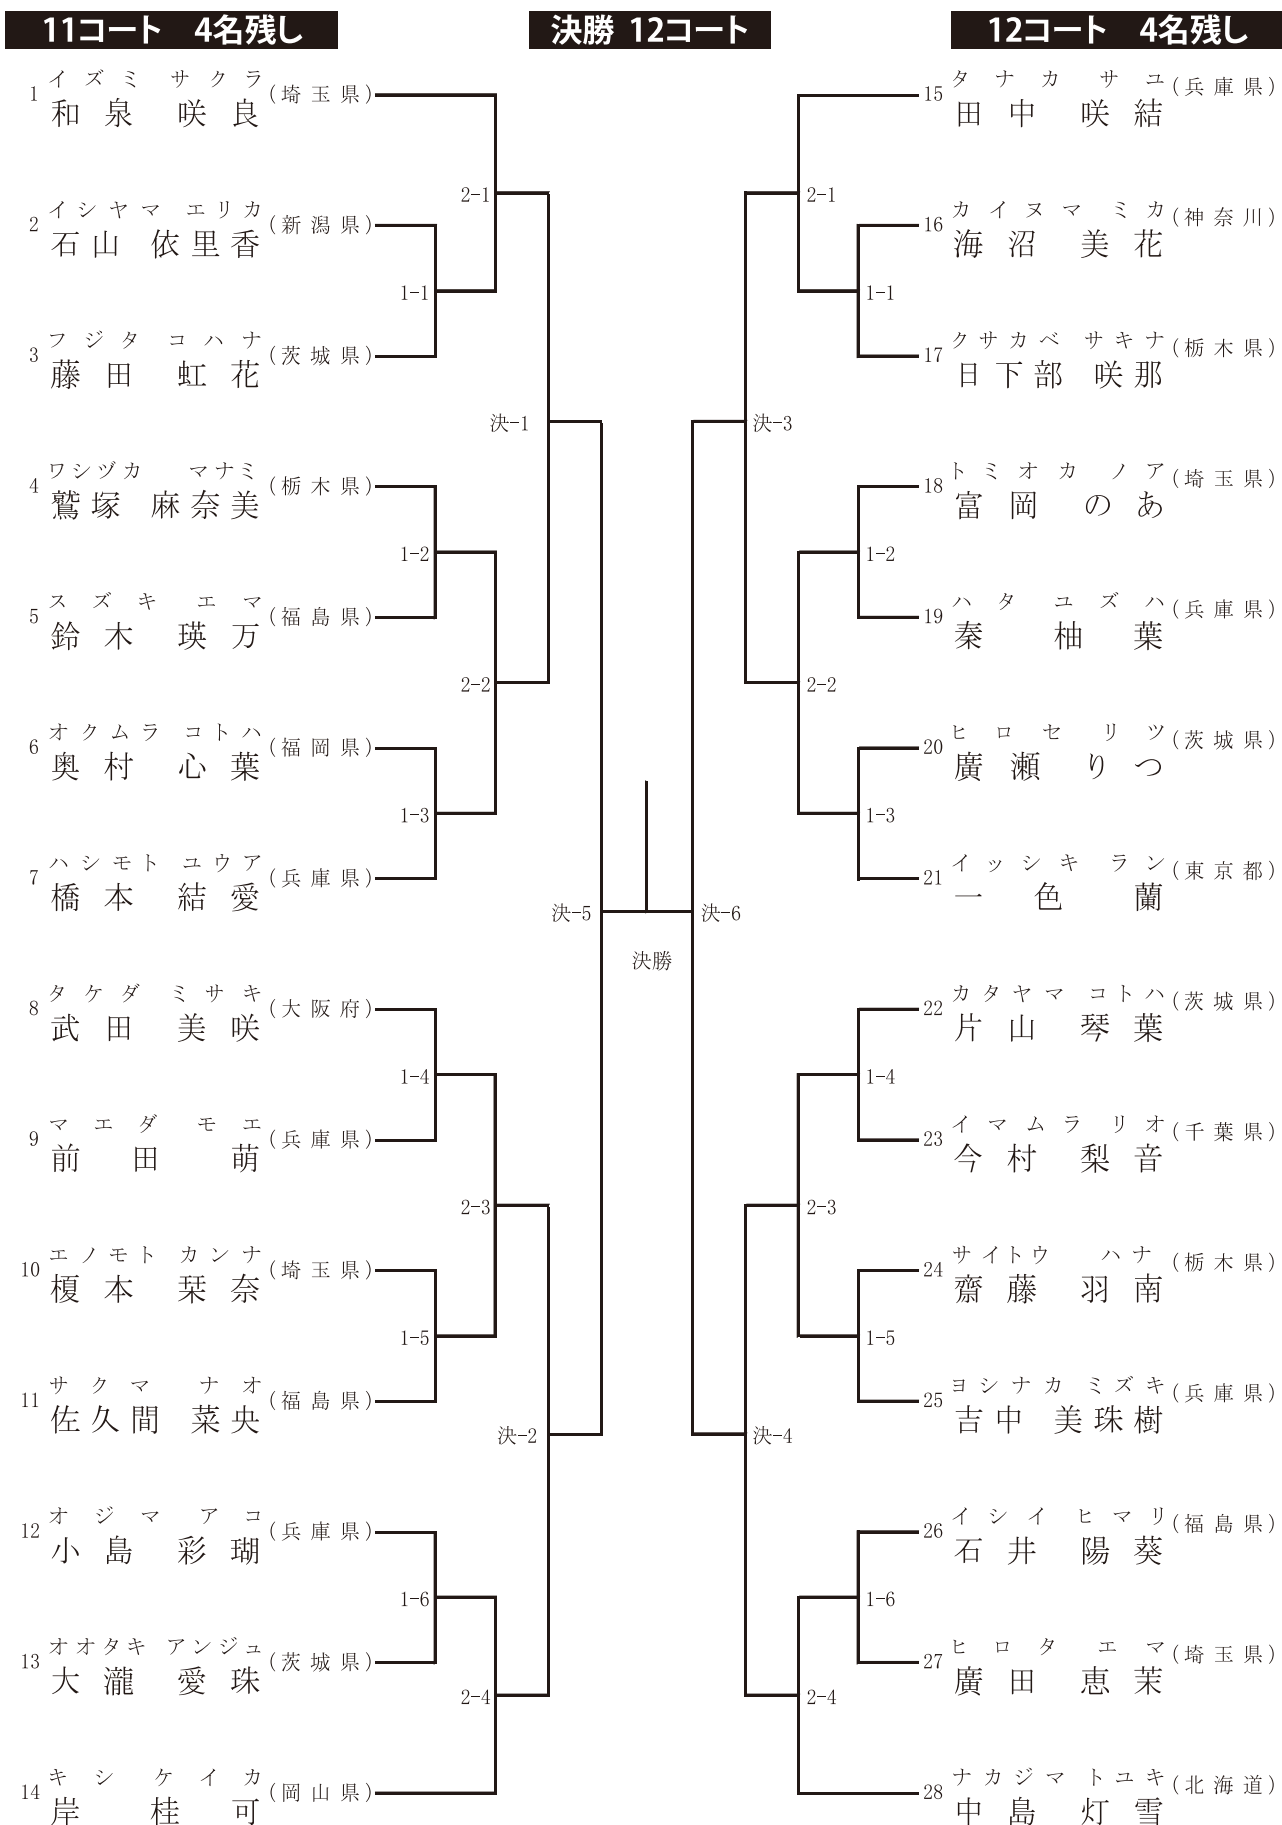 11コート 4名残し
決勝 12コート
12コート 4名残し
イズミ サクラ
1 和泉 咲良 (埼玉県)
2-1
イシヤマ エリカ
2 石山 依里香 (新潟県)
1-1
フジタ コハナ
3 藤田 虹花 (茨城県)
決-1
ワシヅカ マナミ
4 鷲塚 麻奈美 (栃木県)
1-2
スズキ エマ
5 鈴木 瑛万 (福島県)
2-2
オクムラ コトハ
6 奥村 心葉 (福岡県)
1-3
ハシモト ユウア
7 橋本 結愛 (兵庫県)
決-5
タケダ ミサキ
8 武田 美咲 (大阪府)
1-4
マエダ モエ
9 前田 萌 (兵庫県)
2-3
エノモト カンナ
10 榎本 栞奈 (埼玉県)
1-5
サクマ ナオ
11 佐久間 菜央 (福島県)
決-2
オジマ アコ
12 小島 彩瑚 (兵庫県)
1-6
オオタキ アンジュ
13 大瀧 愛珠 (茨城県)
2-4
キシ ケイカ
14 岸 桂可 (岡山県)
決勝
タナカ サユ
15 田中 咲結 (兵庫県)
2-1
カイヌマ ミカ
16 海沼 美花 (神奈川)
1-1
クサカベ サキナ
17 日下部 咲那 (栃木県)
決-3
トミオカ ノア
18 富岡 のあ (埼玉県)
1-2
ハタ ユズハ
19 秦 柚葉 (兵庫県)
2-2
ヒロセ リツ
20 廣瀬 りつ (茨城県)
1-3
イッシキ ラン
21 一色 蘭 (東京都)
決-6
カタヤマ コトハ
22 片山 琴葉 (茨城県)
1-4
イマムラ リオ
23 今村 梨音 (千葉県)
2-3
サイトウ ハナ
24 齋藤 羽南 (栃木県)
1-5
ヨシナカ ミズキ
25 吉中 美珠樹 (兵庫県)
決-4
イシイ ヒマリ
26 石井 陽葵 (福島県)
1-6
ヒロタ エマ
27 廣田 恵茉 (埼玉県)
2-4
ナカジマ トユキ
28 中島 灯雪 (北海道)